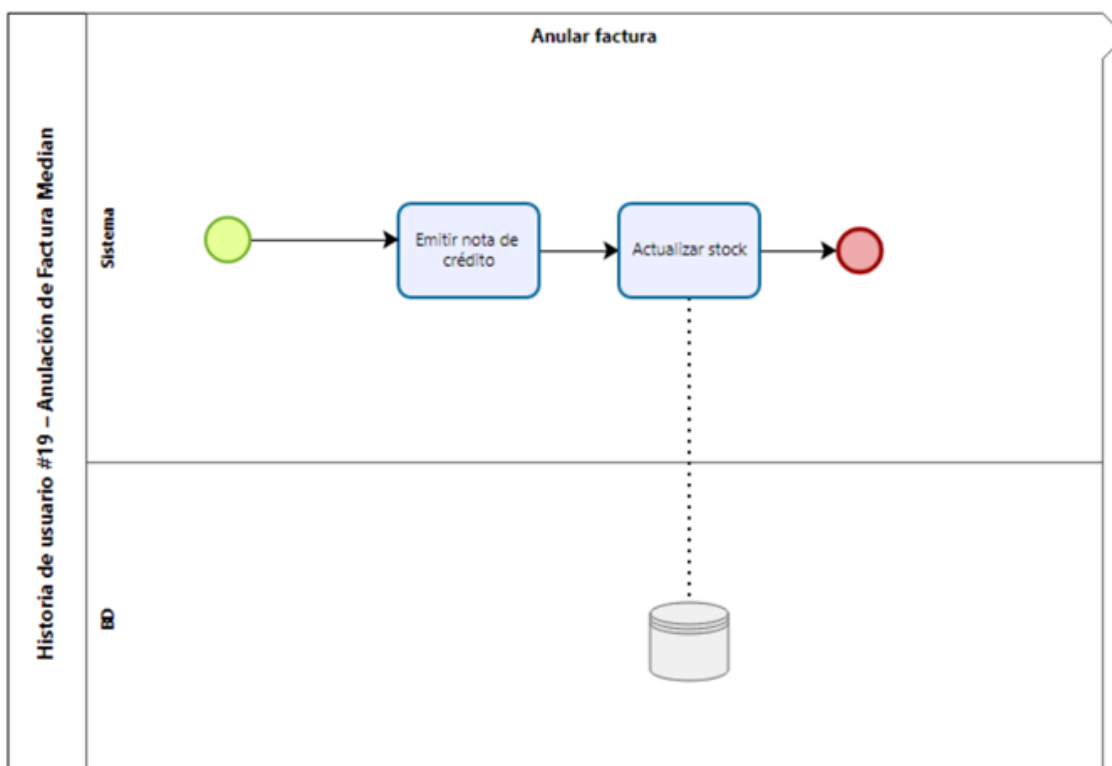 Anular factura
Historia de usuario #19 – Anulación de Factura Median
Sistema
Emitir nota de
crédito
Actualizar stock
BD